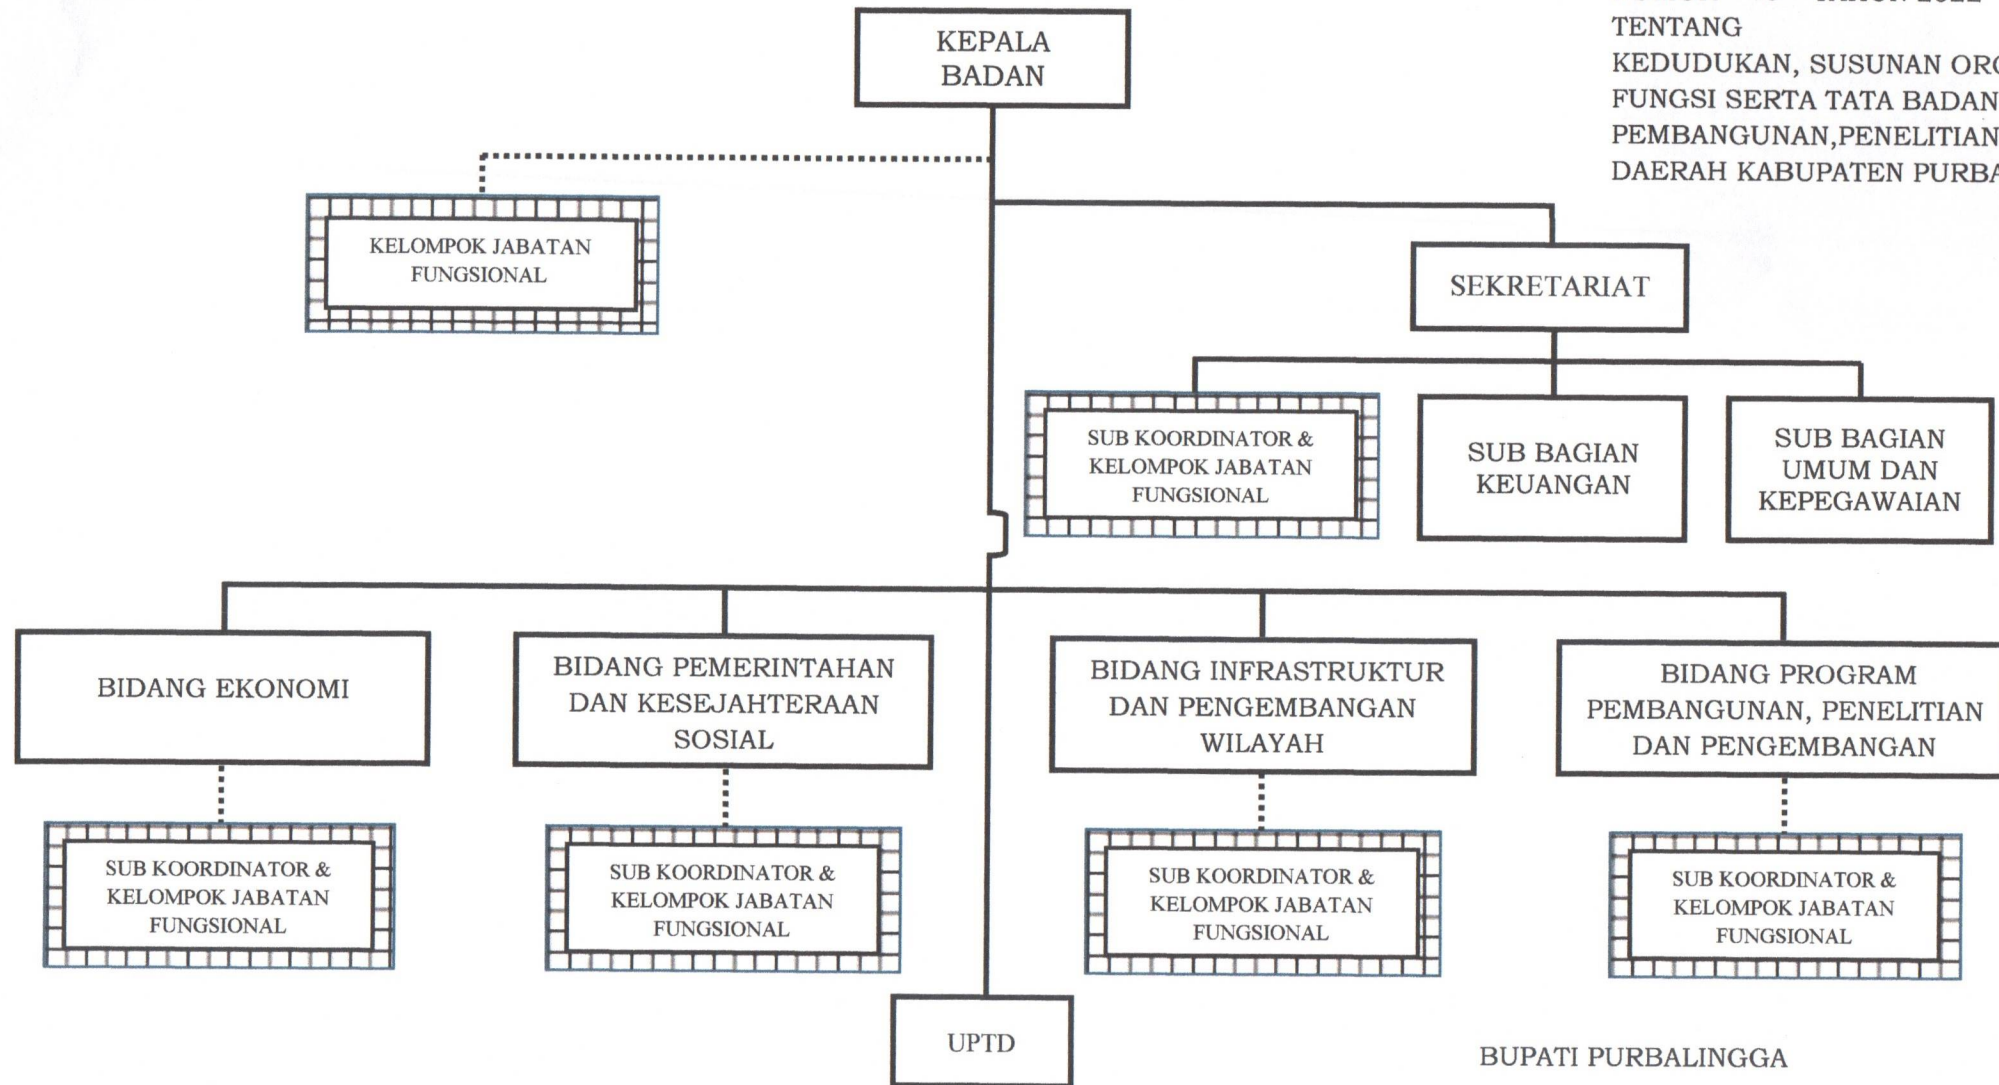 TENTANG
KEDUDUKAN, SUSUNAN
FUNGSI SERTA TATA BADAN
PEMBANGUNAN,PENELITIAN
DAERAH KABUPATEN
KEPALA
BADAN
KELOMPOK JABATAN
FUNGSIONAL
SEKRETARIAT
SUB KOORDINATOR &
KELOMPOK JABATAN
FUNGSIONAL
SUB BAGIAN
KEUANGAN
SUB BAGIAN
UMUM DAN
KEPEGAWAIAN
BIDANG EKONOMI
BIDANG PEMERINTAHAN
DAN KESEJAHTERAAN
SOSIAL
BIDANG INFRASTRUKTUR
DAN PENGEMBANGAN
WILAYAH
BIDANG PROGRAM
PEMBANGUNAN, PENELITIAN
DAN PENGEMBANGAN
SUB KOORDINATOR &
KELOMPOK JABATAN
FUNGSIONAL
SUB KOORDINATOR &
KELOMPOK JABATAN
FUNGSIONAL
SUB KOORDINATOR &
KELOMPOK JABATAN
FUNGSIONAL
SUB KOORDINATOR &
KELOMPOK JABATAN
FUNGSIONAL
UPTD
BUPATI PURBALINGGA